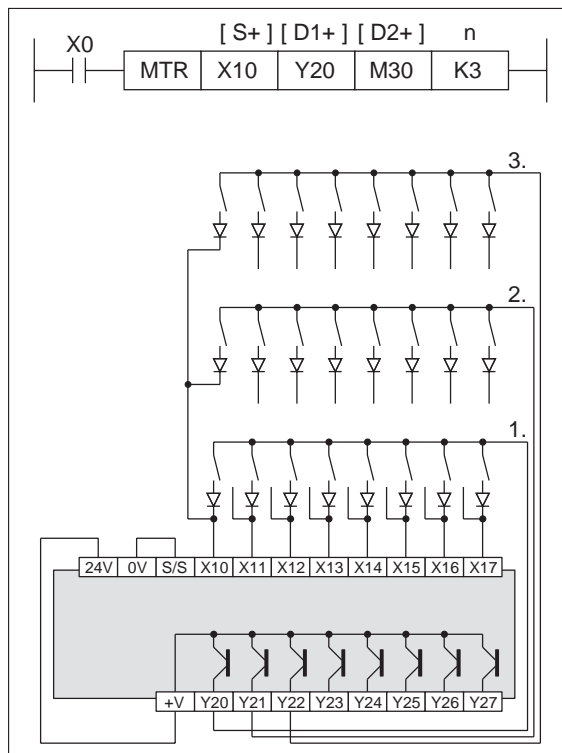 [ S+ ] [ D1+ ] [ D2+ ] n
X0
MTR X10 Y20 M30 K3
3.
2.
1.
24V 0V S/S X10 X11 X12 X13 X14 X15 X16 X17
+V Y20 Y21 Y22 Y23 Y24 Y25 Y26 Y27